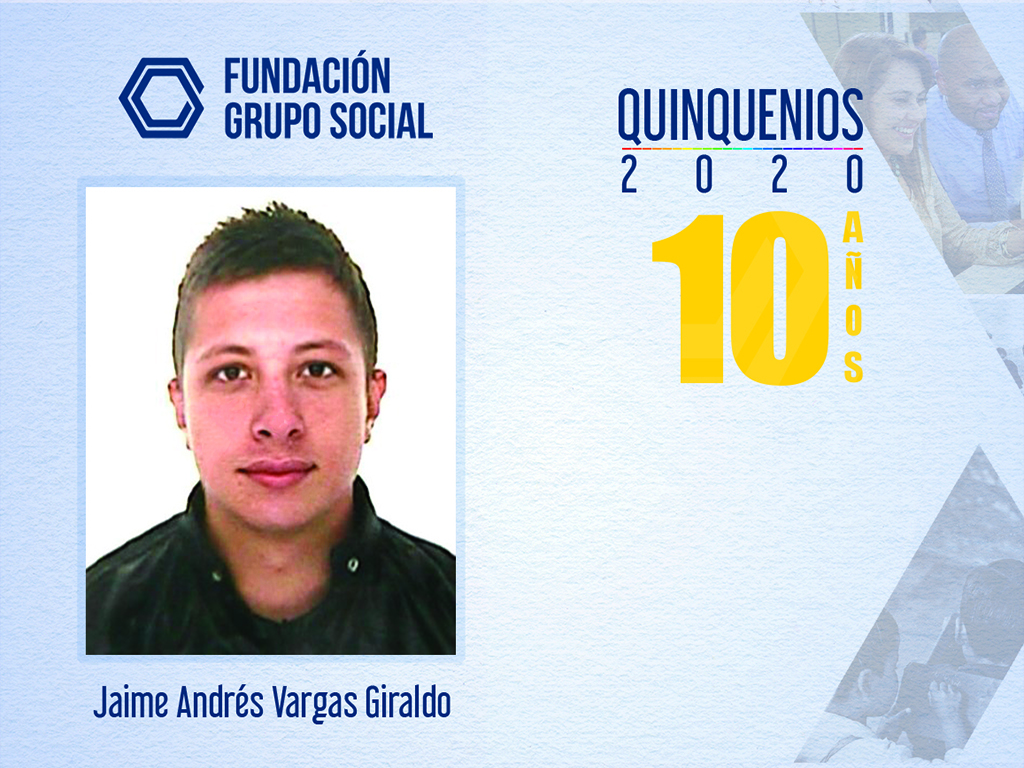 FUNDACIÓN
GRUPO SOCIAL
QUINQUENIOS
2020
10
AÑOS
Jaime Andrés Vargas Giraldo